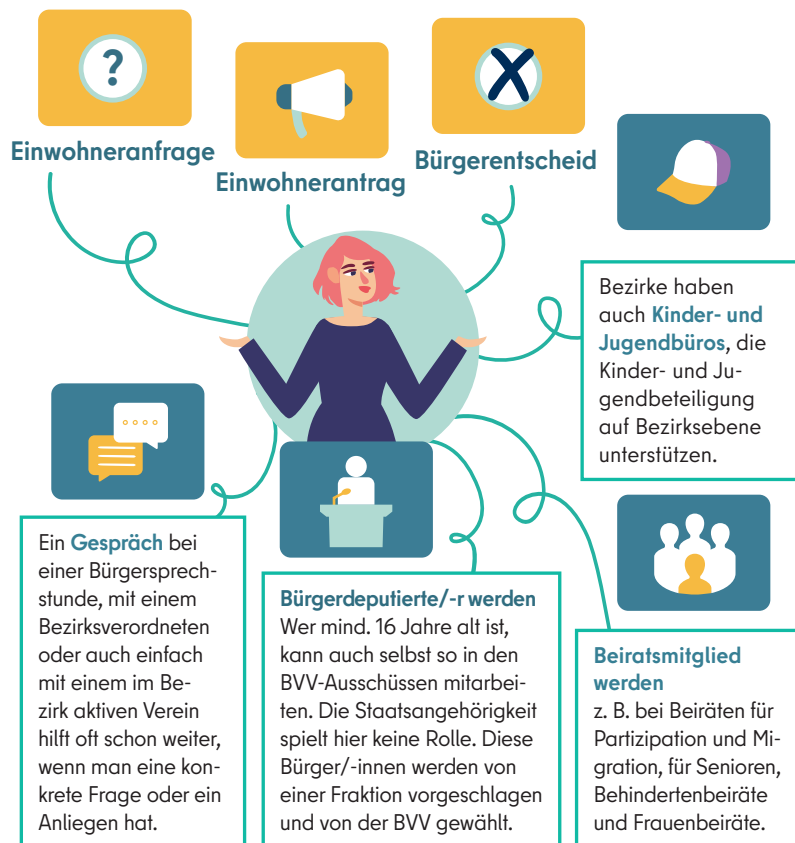 ?
Einwohneranfrage
Einwohnerantrag
Bürgerentscheid
Bezirke haben
auch Kinder- und
Jugendbüros, die
Kinder- und Ju-
gendbeteiligung
auf Bezirksebene
unterstützen.
Ein Gespräch bei
einer Bürgersprech-
stunde, mit einem
Bezirksverordneten
oder auch einfach
mit einem im Be-
zirk aktiven Verein
hilft oft schon weiter,
wenn man eine kon-
krete Frage oder ein
Anliegen hat.
Bürgerdeputierte/-r werden
Wer mind. 16 Jahre alt ist,
kann auch selbst so in den
BVV-Ausschüssen mitarbei-
ten. Die Staatsangehörigkeit
spielt hier keine Rolle. Diese
Bürger/-innen werden von
einer Fraktion vorgeschlagen
und von der BVV gewählt.
Beiratsmitglied
werden
z. B. bei Beiräten für
Partizipation und Mi-
gration, für Senioren,
Behindertenbeiräte
und Frauenbeiräte.